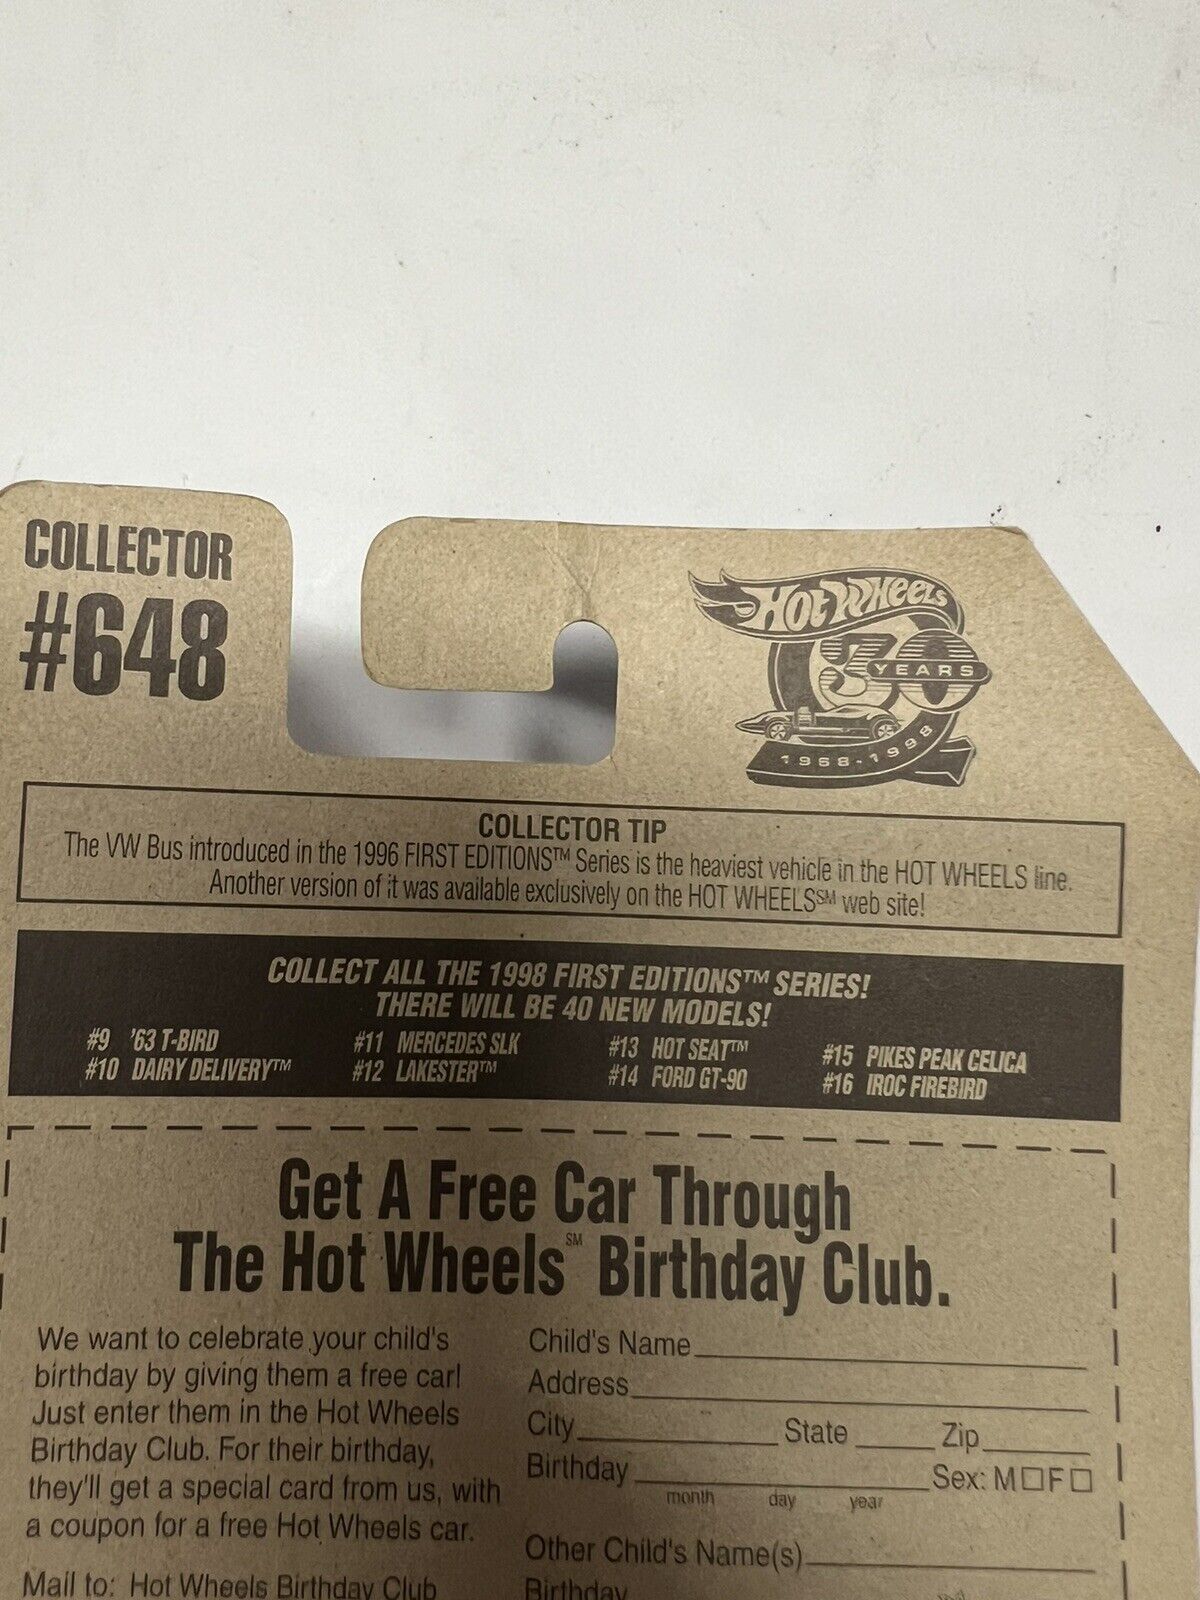 COLLECTOR
#648
HOT WHEELS
30
YEARS
1968-1998
COLLECTOR TIP
The VW Bus introduced in the 1996 FIRST EDITIONS™ Series is the heaviest vehicle in the HOT WHEELS line.
Another version of it was available exclusively on the HOT WHEELS℠ web site!
COLLECT ALL THE 1998 FIRST EDITIONS™ SERIES!
THERE WILL BE 40 NEW MODELS!
#9 '63 T-BIRD
#10 DAIRY DELIVERY™
#11 MERCEDES SLK
#12 LAKESTER™
#13 HOT SEAT™
#14 FORD GT-90
#15 PIKES PEAK CELICA
#16 IROC FIREBIRD
Get A Free Car Through
The Hot Wheels℠ Birthday Club.
We want to celebrate your child's
birthday by giving them a free car!
Just enter them in the Hot Wheels
Birthday Club. For their birthday,
they'll get a special card from us, with
a coupon for a free Hot Wheels car.
Mail to: Hot Wheels Birthday Club
Child's Name
Address
City State Zip
Birthday Sex: M F
month day year
Other Child's Name(s)
Birthday